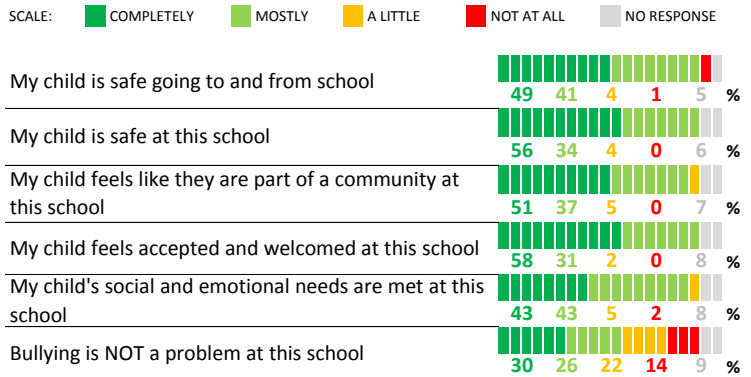 SCALE: COMPLETELY MOSTLY A LITTLE NOT AT ALL NO RESPONSE
My child is safe going to and from school
49 41 4 1 5 %
My child is safe at this school
56 34 4 0 6 %
My child feels like they are part of a community at
this school
51 37 5 0 7 %
My child feels accepted and welcomed at this school
58 31 2 0 8 %
My child's social and emotional needs are met at this
school
43 43 5 2 8 %
Bullying is NOT a problem at this school
30 26 22 14 9 %